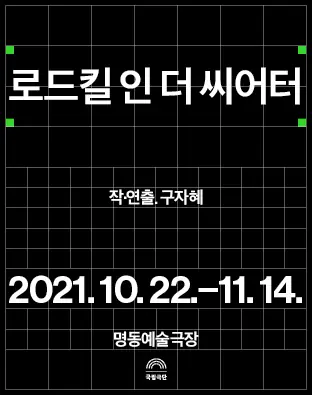 로드킬 인 더 씨어터
작·연출. 구자혜
2021. 10. 22.–11. 14.
명동예술극장
국립극단